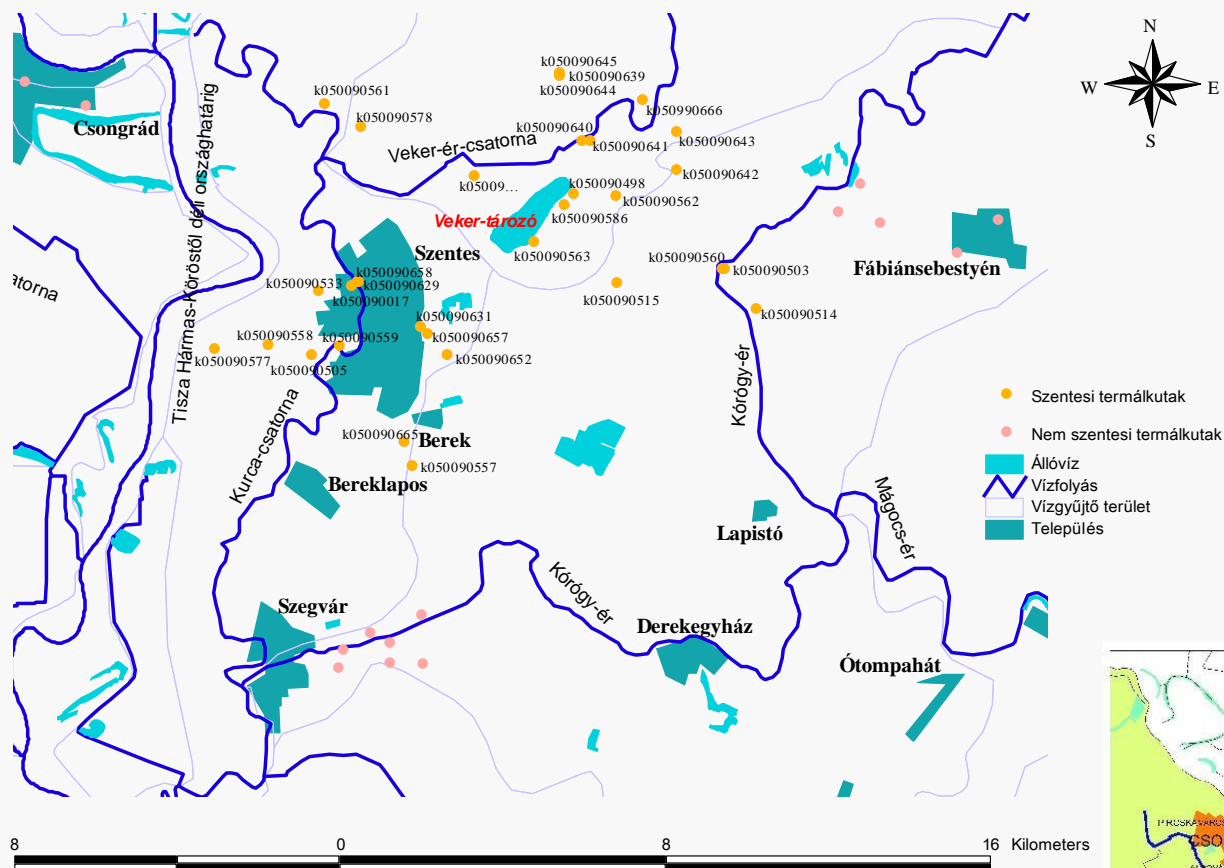 N
W
E
S
k050090645
k050090639
k050090644
k050090561
k050990666
k050090578
Csongrád
k050090640
k050090641
k050090643
Veker-ér-csatorna
k050090642
k05009...
k050090498
k050090562
k050090586
Veker-tározó
Szentes
k050090563
k050090560
k050090503
Fábiánsebestyén
Tisza Hármas-Köröstől déli országhatárig
atorna
k050090658
k050090533
k050090629
k050090017
k050090515
k050090514
k050090631
k050090558
k050090559
k050090657
k050090577
k050090505
k050090652
Kórógy-ér
Szentesi termálkutak
Nem szentesi termálkutak
Állóvíz
Vízfolyás
Vízgyűjtő terület
Település
Kurca-csatorna
k050090665
Berek
k050090557
Bereklapos
Mágocs-ér
Lapistó
Kórógy-ér
Szegvár
Derekegyház
Ótompahát
8
0
8
16 Kilometers